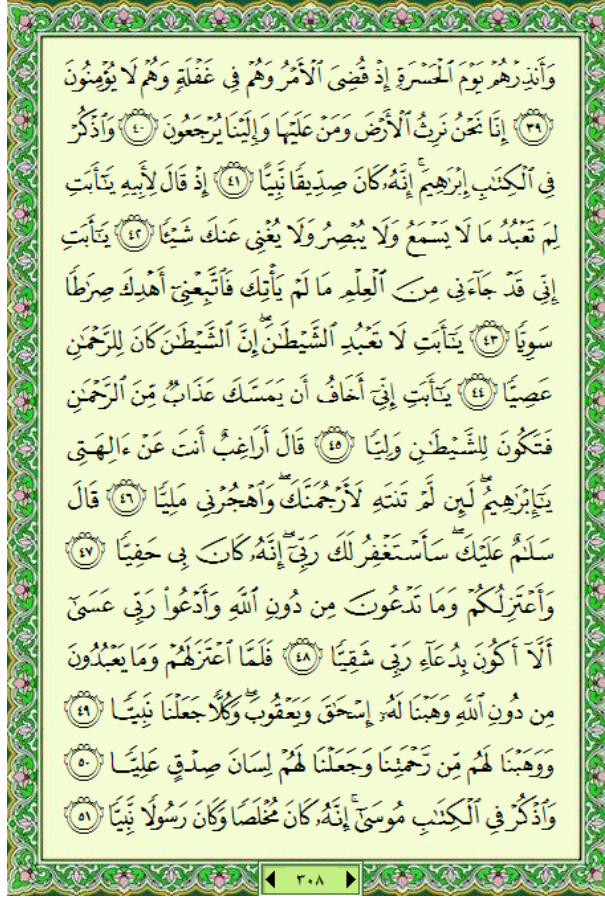 وَأَنذِرْهُمْ يَوْمَ ٱلْحَسْرَةِ إِذْ قُضِىَ ٱلْأَمْرُ وَهُمْ فِى غَفْلَةٍ وَهُمْ لَا يُؤْمِنُونَ
﴿٣٩﴾ إِنَّا نَحْنُ نَرِثُ ٱلْأَرْضَ وَمَنْ عَلَيْهَا وَإِلَيْنَا يُرْجَعُونَ ﴿٤٠﴾ وَٱذْكُرْ
فِى ٱلْكِتَٰبِ إِبْرَٰهِيمَ ۚ إِنَّهُۥ كَانَ صِدِّيقًا نَّبِيًّا ﴿٤١﴾ إِذْ قَالَ لِأَبِيهِ يَٰٓأَبَتِ
لِمَ تَعْبُدُ مَا لَا يَسْمَعُ وَلَا يُبْصِرُ وَلَا يُغْنِى عَنكَ شَيْـًٔا ﴿٤٢﴾ يَٰٓأَبَتِ
إِنِّى قَدْ جَآءَنِى مِنَ ٱلْعِلْمِ مَا لَمْ يَأْتِكَ فَٱتَّبِعْنِىٓ أَهْدِكَ صِرَٰطًا
سَوِيًّا ﴿٤٣﴾ يَٰٓأَبَتِ لَا تَعْبُدِ ٱلشَّيْطَٰنَ ۖ إِنَّ ٱلشَّيْطَٰنَ كَانَ لِلرَّحْمَٰنِ
عَصِيًّا ﴿٤٤﴾ يَٰٓأَبَتِ إِنِّىٓ أَخَافُ أَن يَمَسَّكَ عَذَابٌ مِّنَ ٱلرَّحْمَٰنِ
فَتَكُونَ لِلشَّيْطَٰنِ وَلِيًّا ﴿٤٥﴾ قَالَ أَرَاغِبٌ أَنتَ عَنْ ءَالِهَتِى
يَٰٓإِبْرَٰهِيمُ ۖ لَئِن لَّمْ تَنتَهِ لَأَرْجُمَنَّكَ ۖ وَٱهْجُرْنِى مَلِيًّا ﴿٤٦﴾ قَالَ
سَلَٰمٌ عَلَيْكَ ۖ سَأَسْتَغْفِرُ لَكَ رَبِّىٓ ۖ إِنَّهُۥ كَانَ بِى حَفِيًّا ﴿٤٧﴾
وَأَعْتَزِلُكُمْ وَمَا تَدْعُونَ مِن دُونِ ٱللَّهِ وَأَدْعُوا۟ رَبِّى عَسَىٰٓ
أَلَّآ أَكُونَ بِدُعَآءِ رَبِّى شَقِيًّا ﴿٤٨﴾ فَلَمَّا ٱعْتَزَلَهُمْ وَمَا يَعْبُدُونَ
مِن دُونِ ٱللَّهِ وَهَبْنَا لَهُۥٓ إِسْحَٰقَ وَيَعْقُوبَ ۖ وَكُلًّا جَعَلْنَا نَبِيًّا ﴿٤٩﴾
وَوَهَبْنَا لَهُم مِّن رَّحْمَتِنَا وَجَعَلْنَا لَهُمْ لِسَانَ صِدْقٍ عَلِيًّا ﴿٥٠﴾
وَٱذْكُرْ فِى ٱلْكِتَٰبِ مُوسَىٰٓ ۚ إِنَّهُۥ كَانَ مُخْلَصًا وَكَانَ رَسُولًا نَّبِيًّا ﴿٥١﴾
٣٠٨